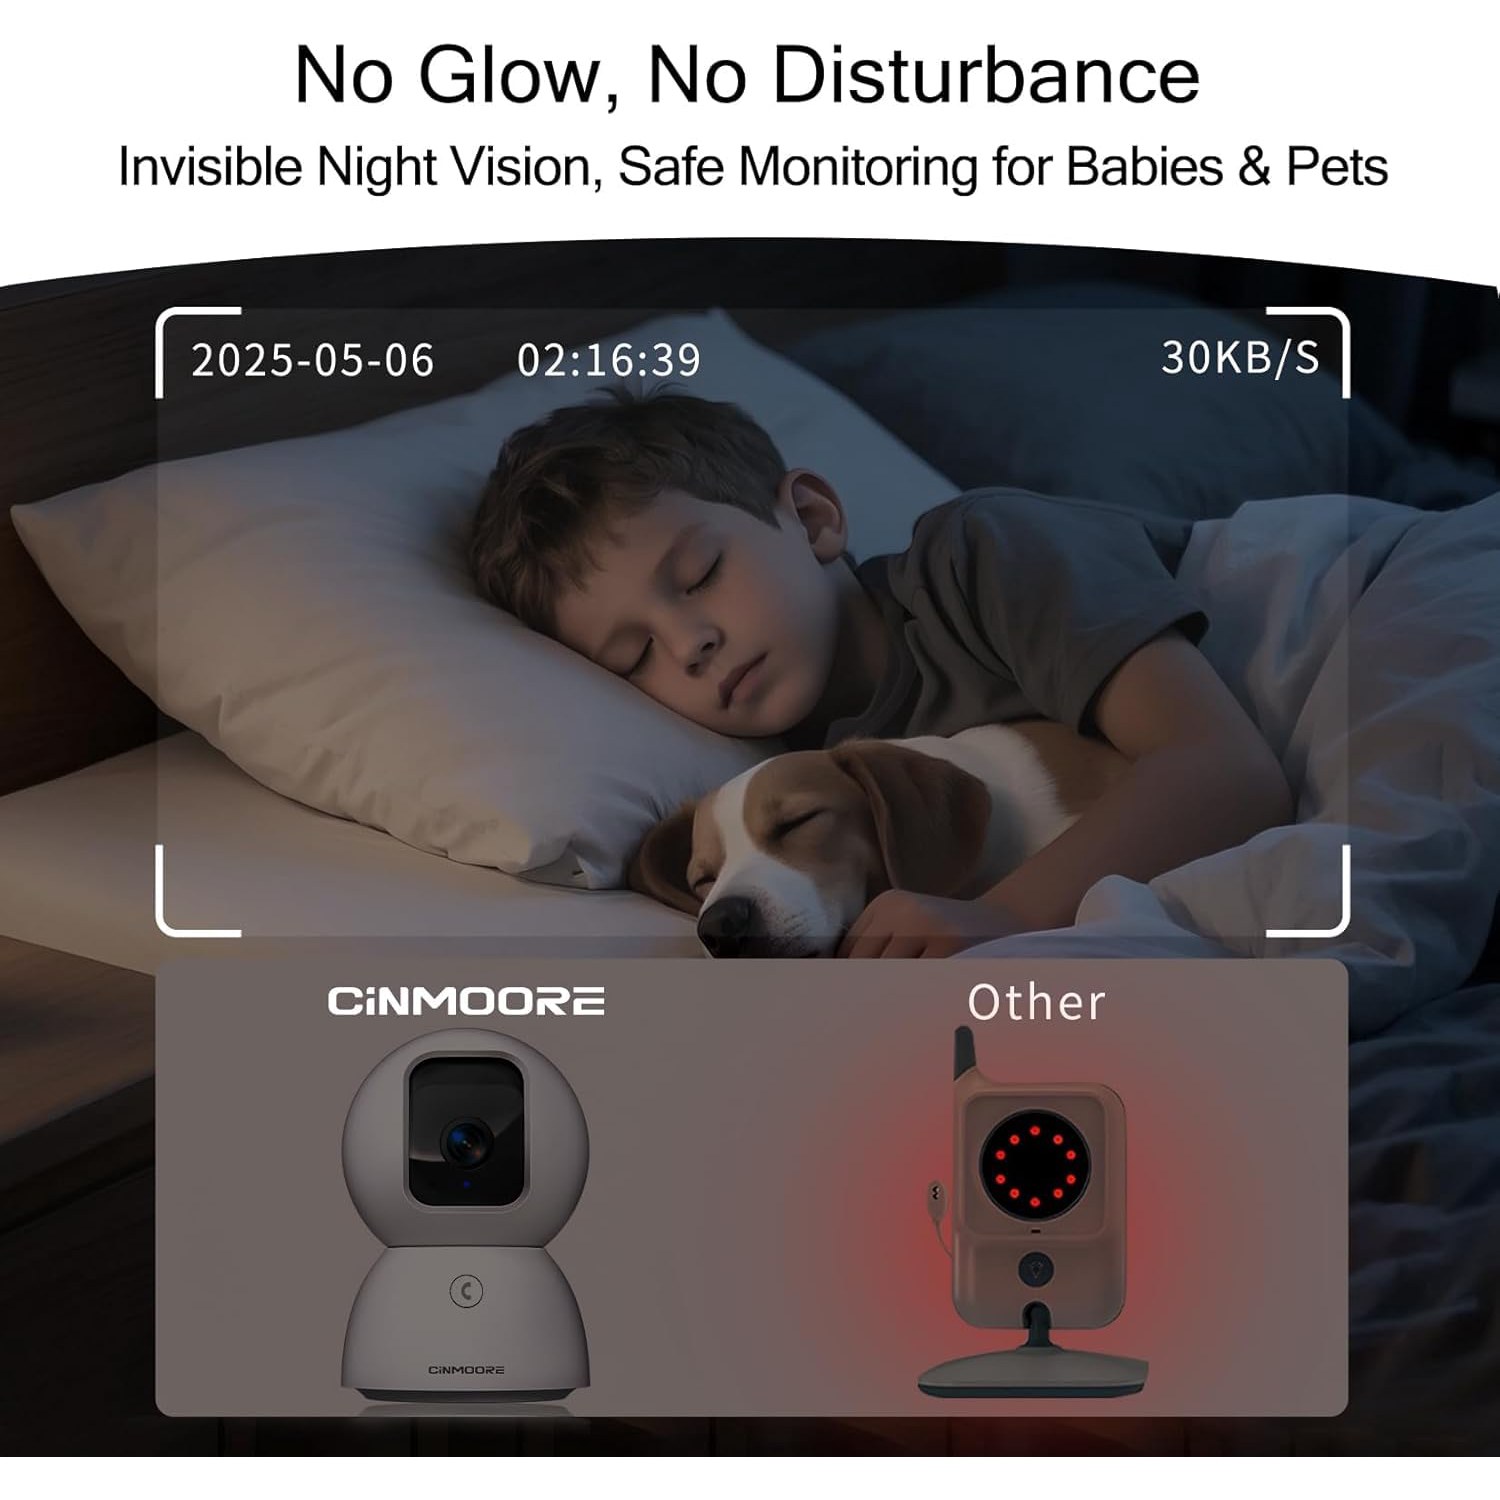 No Glow, No Disturbance
Invisible Night Vision, Safe Monitoring for Babies & Pets
2025-05-06 02:16:39 30KB/S
CiNMOORE Other
CiNMOORE